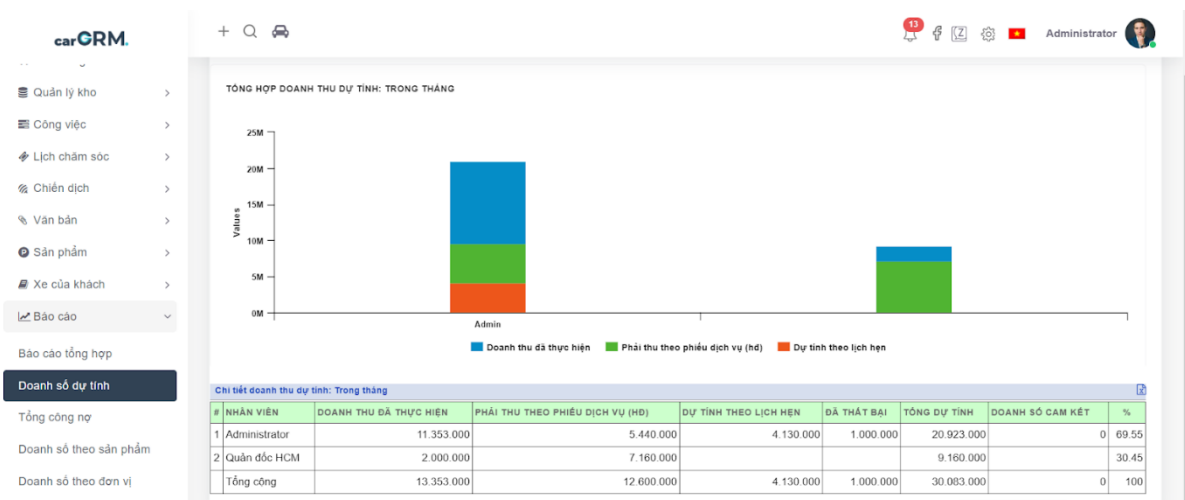 carGRM.
13
Administrator
Quản lý kho
Công việc
Lịch chăm sóc
Chiến dịch
Văn bản
Sản phẩm
Xe của khách
Báo cáo
Báo cáo tổng hợp
Doanh số dự tính
Tổng công nợ
Doanh số theo sản phẩm
Doanh số theo đơn vị
TỔNG HỢP DOANH THU DỰ TÍNH: TRONG THÁNG
25M
20M
15M
10M
5M
0M
Values
Admin
Doanh thu đã thực hiện Phải thu theo phiếu dịch vụ (hđ) Dự tính theo lịch hẹn
Chi tiết doanh thu dự tính: Trong tháng
# NHÂN VIÊN DOANH THU ĐÃ THỰC HIỆN PHẢI THU THEO PHIẾU DỊCH VỤ (HĐ) DỰ TÍNH THEO LỊCH HẸN ĐÃ THẤT BẠI TỔNG DỰ TÍNH DOANH SỐ CAM KẾT %
1 Administrator 11.353.000 5.440.000 4.130.000 1.000.000 20.923.000 0 69.55
2 Quản đốc HCM 2.000.000 7.160.000 9.160.000 30.45
Tổng cộng 13.353.000 12.600.000 4.130.000 1.000.000 30.083.000 0 100